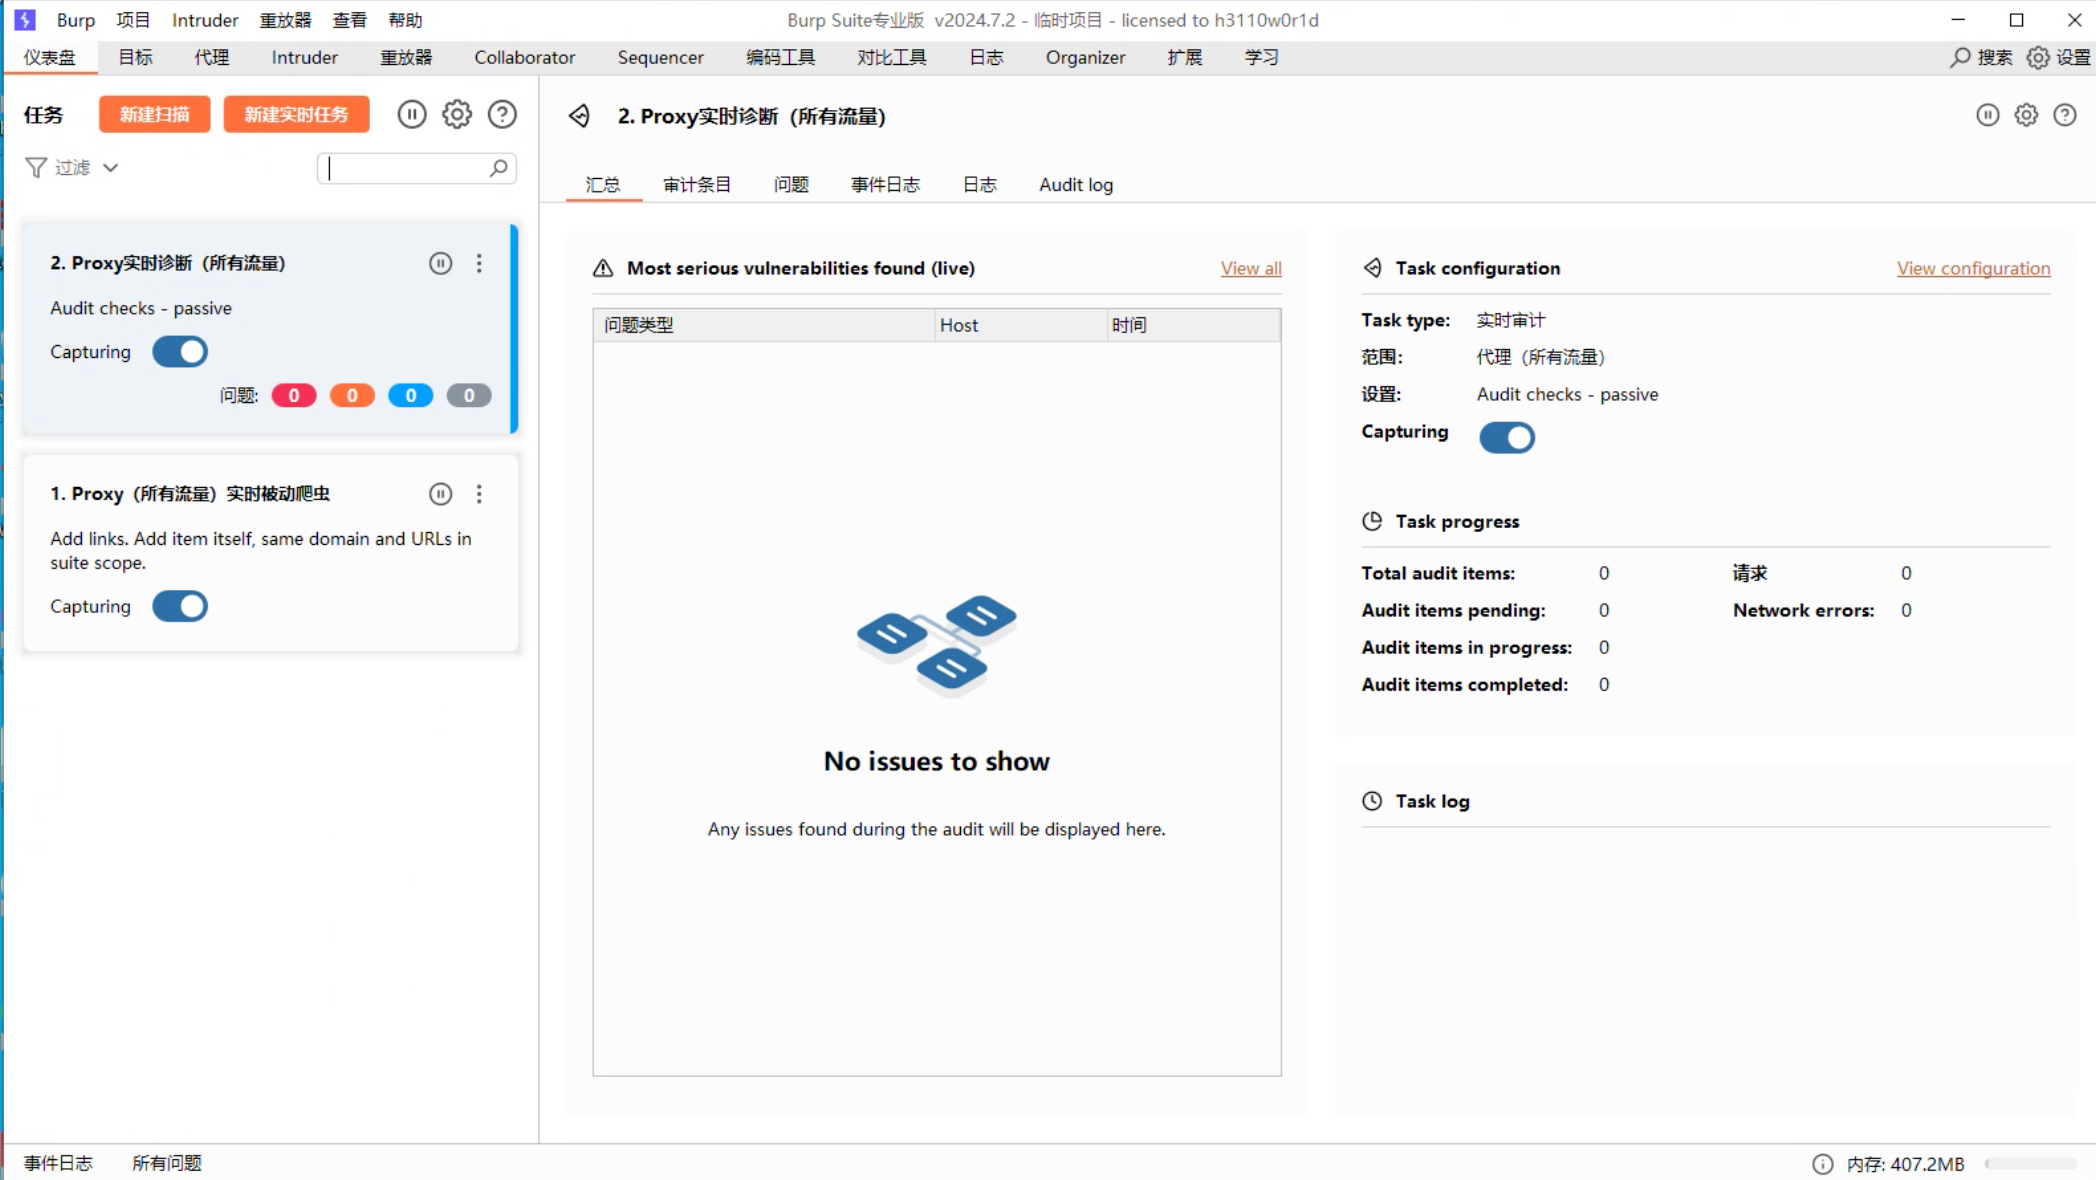 Burp 项目 Intruder 重放器 查看 帮助 Burp Suite专业版 v2024.7.2 - 临时项目 - licensed to h3110w0r1d
仪表盘 目标 代理 Intruder 重放器 Collaborator Sequencer 编码工具 对比工具 日志 Organizer 扩展 学习 搜索 设置
任务 新建扫描 新建实时任务
过滤
2. Proxy实时诊断（所有流量）
Audit checks - passive
Capturing
问题: 0 0 0 0
1. Proxy（所有流量）实时被动爬虫
Add links. Add item itself, same domain and URLs in
suite scope.
Capturing
2. Proxy实时诊断（所有流量）
汇总 审计条目 问题 事件日志 日志 Audit log
Most serious vulnerabilities found (live) View all
问题类型 Host 时间
No issues to show
Any issues found during the audit will be displayed here.
Task configuration View configuration
Task type: 实时审计
范围: 代理（所有流量）
设置: Audit checks - passive
Capturing
Task progress
Total audit items: 0 请求 0
Audit items pending: 0 Network errors: 0
Audit items in progress: 0
Audit items completed: 0
Task log
事件日志 所有问题 内存: 407.2MB